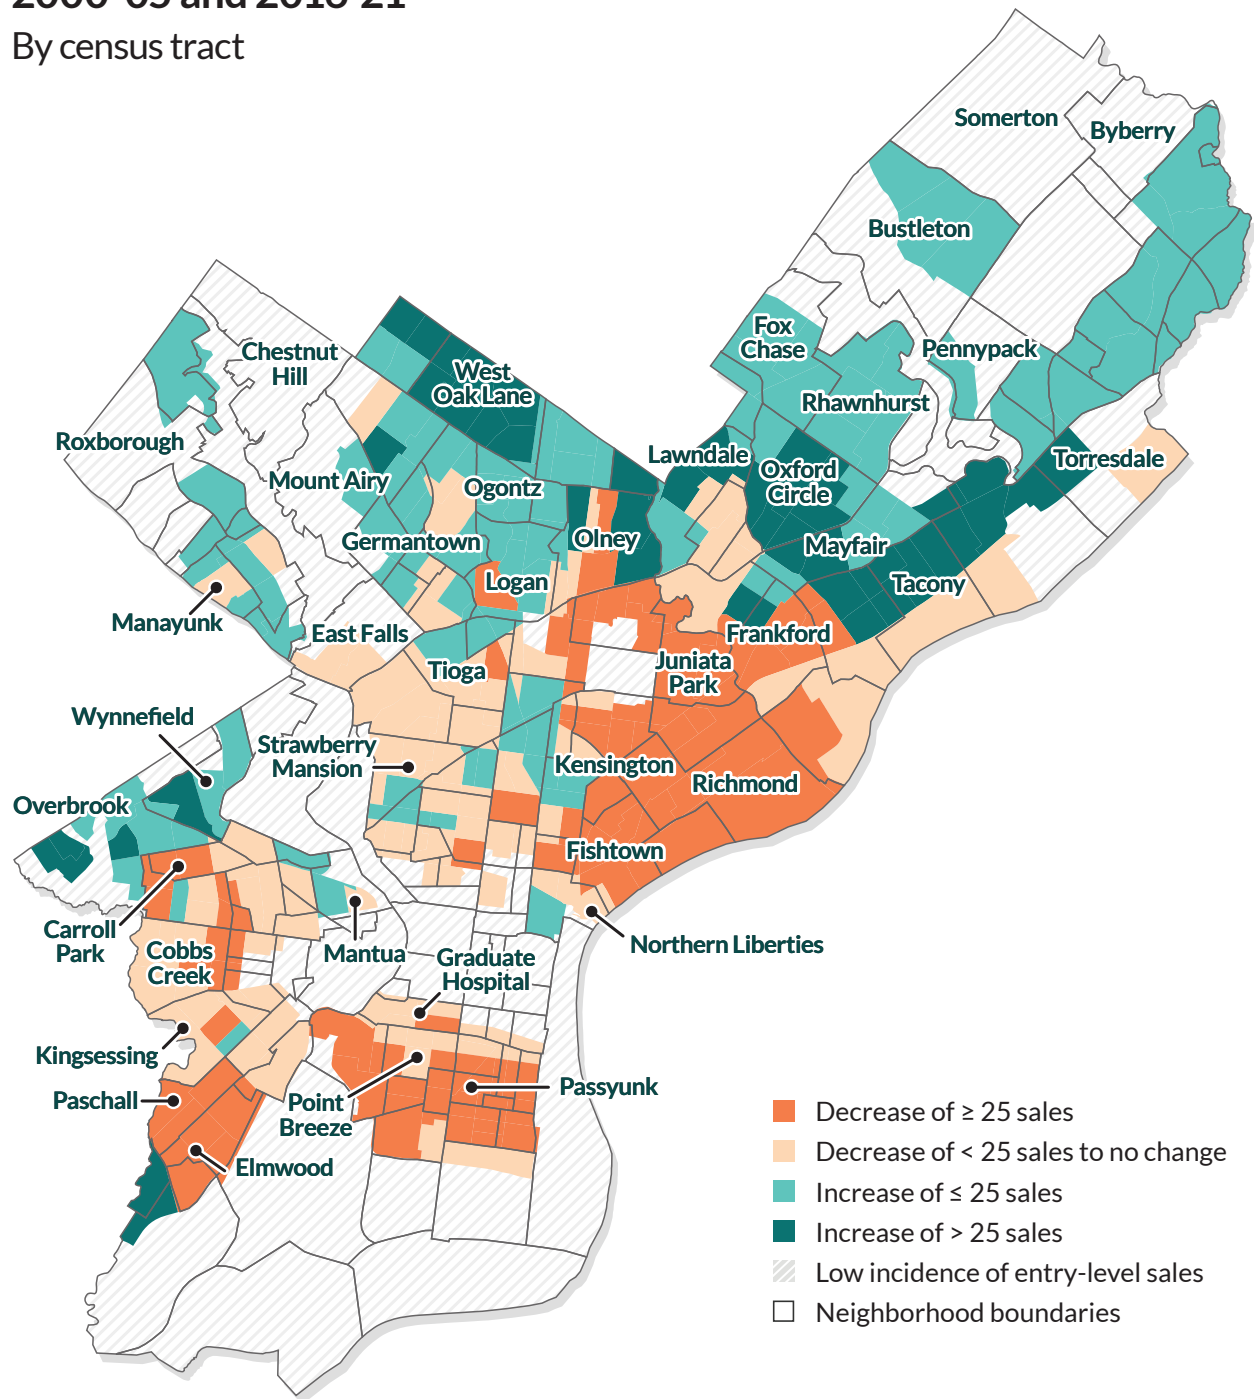 By census tract
Somerton
Byberry
Bustleton
Fox
Chase
Pennypack
Chestnut
Hill
West
Oak Lane
Rhawnhurst
Roxborough
Lawndale
Torresdale
Mount Airy
Ogontz
Oxford
Circle
Germantown
Olney
Mayfair
Logan
Tacony
Manayunk
East Falls
Frankford
Tioga
Juniata
Park
Wynnefield
Strawberry
Mansion
Kensington
Richmond
Overbrook
Fishtown
Carroll
Park
Cobbs
Creek
Mantua
Graduate
Hospital
Northern Liberties
Kingsessing
Paschall
Point
Breeze
Passyunk
Elmwood
Decrease of ≥ 25 sales
Decrease of < 25 sales to no change
Increase of ≤ 25 sales
Increase of > 25 sales
Low incidence of entry-level sales
Neighborhood boundaries